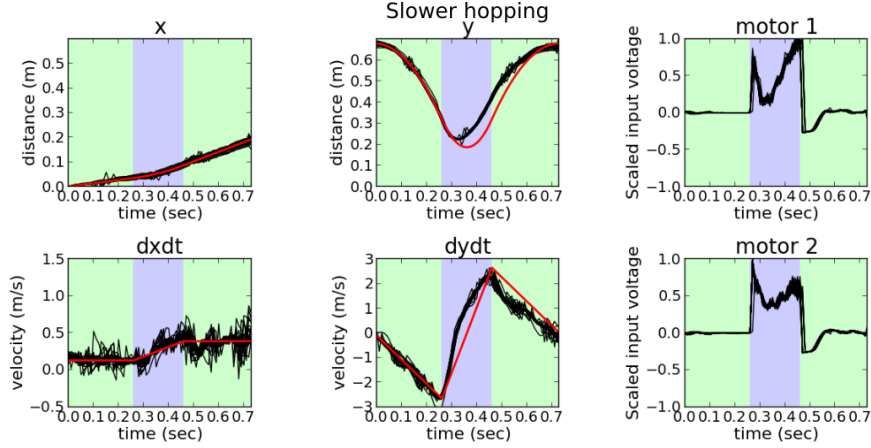 Slower hopping
x
y
motor 1
distance (m)
0.5
0.4
0.3
0.2
0.1
0.0
0.0 0.1 0.2 0.3 0.4 0.5 0.6 0.7
time (sec)
distance (m)
0.6
0.5
0.4
0.3
0.2
0.1
0.0
0.0 0.1 0.2 0.3 0.4 0.5 0.6 0.7
time (sec)
Scaled input voltage
1.0
0.5
0.0
−0.5
−1.0
0.0 0.1 0.2 0.3 0.4 0.5 0.6 0.7
time (sec)
dxdt
dydt
motor 2
velocity (m/s)
1.5
1.0
0.5
0.0
−0.5
0.0 0.1 0.2 0.3 0.4 0.5 0.6 0.7
time (sec)
velocity (m/s)
3
2
1
0
−1
−2
−3
0.0 0.1 0.2 0.3 0.4 0.5 0.6 0.7
time (sec)
Scaled input voltage
1.0
0.5
0.0
−0.5
−1.0
0.0 0.1 0.2 0.3 0.4 0.5 0.6 0.7
time (sec)